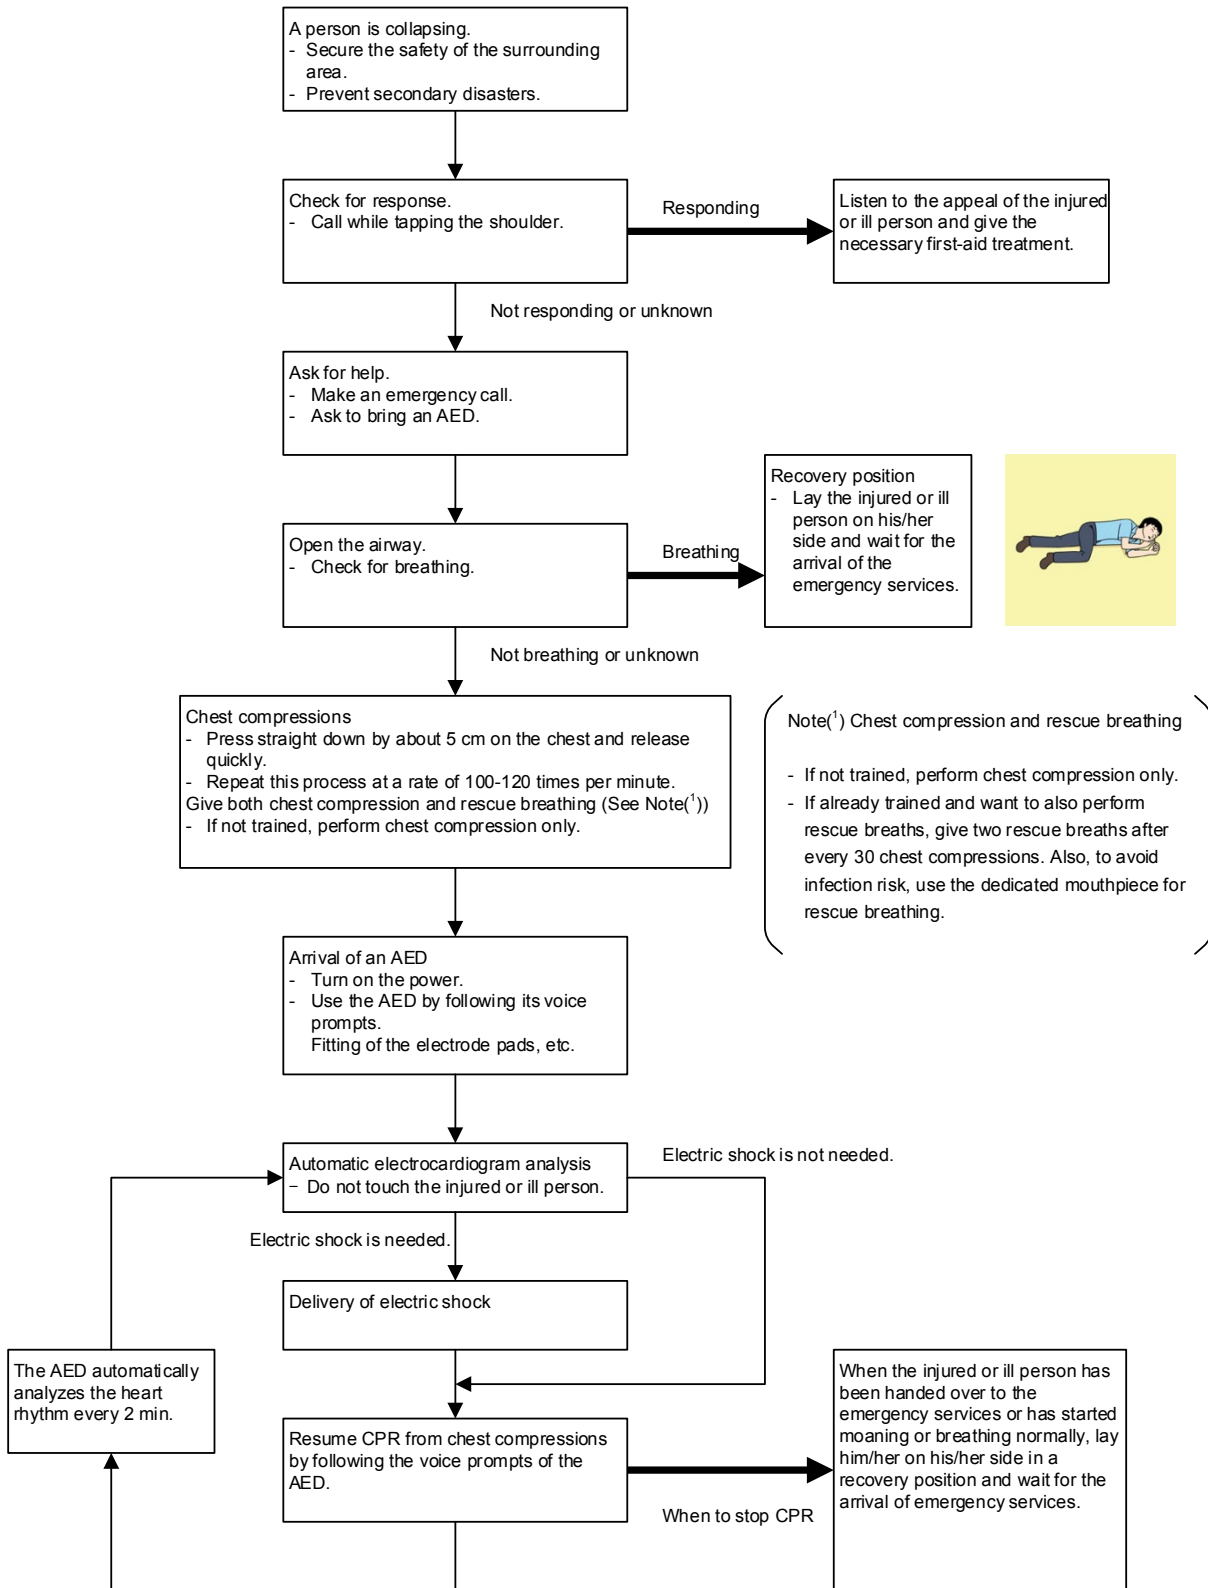 A person is collapsing.
- Secure the safety of the surrounding
area.
- Prevent secondary disasters.
Check for response.
- Call while tapping the shoulder.
Responding
Listen to the appeal of the injured
or ill person and give the
necessary first-aid treatment.
Not responding or unknown
Ask for help.
- Make an emergency call.
- Ask to bring an AED.
Open the airway.
- Check for breathing.
Breathing
Recovery position
- Lay the injured or ill
person on his/her
side and wait for the
arrival of the
emergency services.
Not breathing or unknown
Chest compressions
- Press straight down by about 5 cm on the chest and release
quickly.
- Repeat this process at a rate of 100-120 times per minute.
Give both chest compression and rescue breathing (See Note(¹))
- If not trained, perform chest compression only.
Note(¹) Chest compression and rescue breathing
- If not trained, perform chest compression only.
- If already trained and want to also perform
rescue breaths, give two rescue breaths after
every 30 chest compressions. Also, to avoid
infection risk, use the dedicated mouthpiece for
rescue breathing.
Arrival of an AED
- Turn on the power.
- Use the AED by following its voice
prompts.
Fitting of the electrode pads, etc.
Automatic electrocardiogram analysis
- Do not touch the injured or ill person.
Electric shock is not needed.
Electric shock is needed.
Delivery of electric shock
The AED automatically
analyzes the heart
rhythm every 2 min.
Resume CPR from chest compressions
by following the voice prompts of the
AED.
When to stop CPR
When the injured or ill person has
been handed over to the
emergency services or has started
moaning or breathing normally, lay
him/her on his/her side in a
recovery position and wait for the
arrival of emergency services.